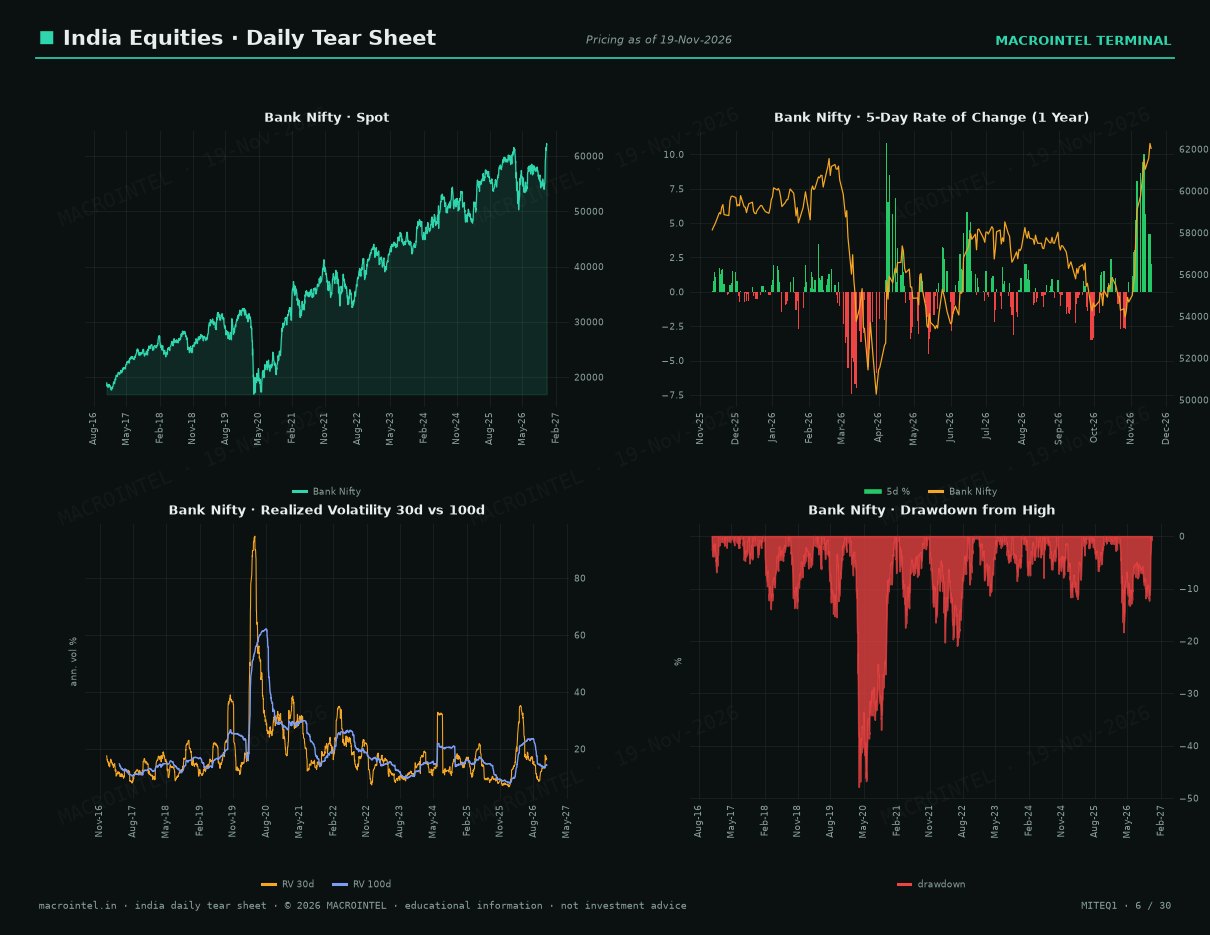 India Equities · Daily Tear Sheet
Pricing as of 19-Nov-2026
MACROINTEL TERMINAL
Bank Nifty · Spot
60000
50000
40000
30000
20000
Aug-16 May-17 Feb-18 Nov-18 Aug-19 May-20 Feb-21 Nov-21 Aug-22 May-23 Feb-24 Nov-24 Aug-25 May-26 Feb-27
Bank Nifty
Bank Nifty · 5-Day Rate of Change (1 Year)
10.0
7.5
5.0
2.5
0.0
−2.5
−5.0
−7.5
62000
60000
58000
56000
54000
52000
50000
Nov-25 Dec-25 Jan-26 Feb-26 Mar-26 Apr-26 May-26 Jun-26 Jul-26 Aug-26 Sep-26 Oct-26 Nov-26 Dec-26
5d % Bank Nifty
Bank Nifty · Realized Volatility 30d vs 100d
ann. vol %
80
60
40
20
Nov-16 Aug-17 May-18 Feb-19 Nov-19 Aug-20 May-21 Feb-22 Nov-22 Aug-23 May-24 Feb-25 Nov-25 Aug-26 May-27
RV 30d RV 100d
Bank Nifty · Drawdown from High
%
0
−10
−20
−30
−40
−50
Aug-16 May-17 Feb-18 Nov-18 Aug-19 May-20 Feb-21 Nov-21 Aug-22 May-23 Feb-24 Nov-24 Aug-25 May-26 Feb-27
drawdown
MACROINTEL · 19-Nov-2026
macrointel.in · india daily tear sheet · © 2026 MACROINTEL · educational information · not investment advice
MITEQ1 · 6 / 30